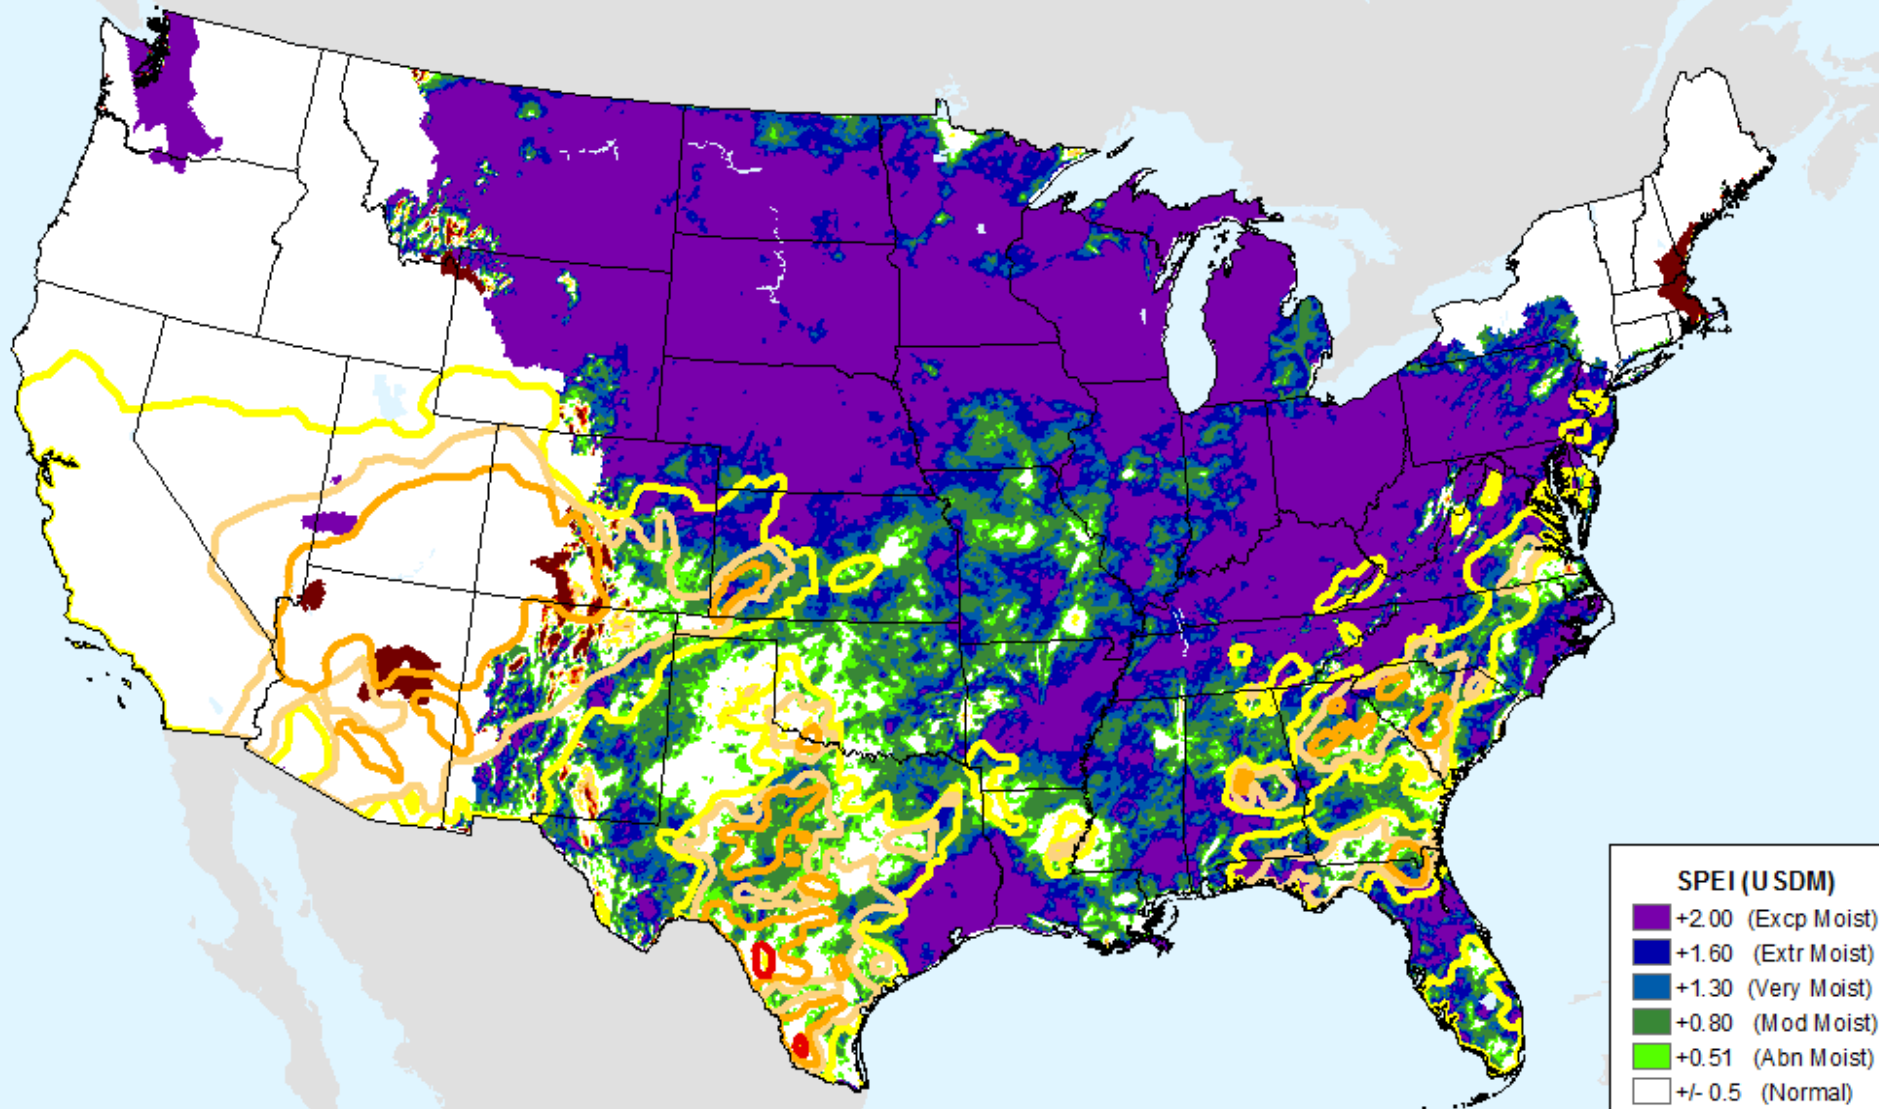 SPEI (USDM)
+2.00 (Excp Moist)
+1.60 (Extr Moist)
+1.30 (Very Moist)
+0.80 (Mod Moist)
+0.51 (Abn Moist)
+/- 0.5 (Normal)